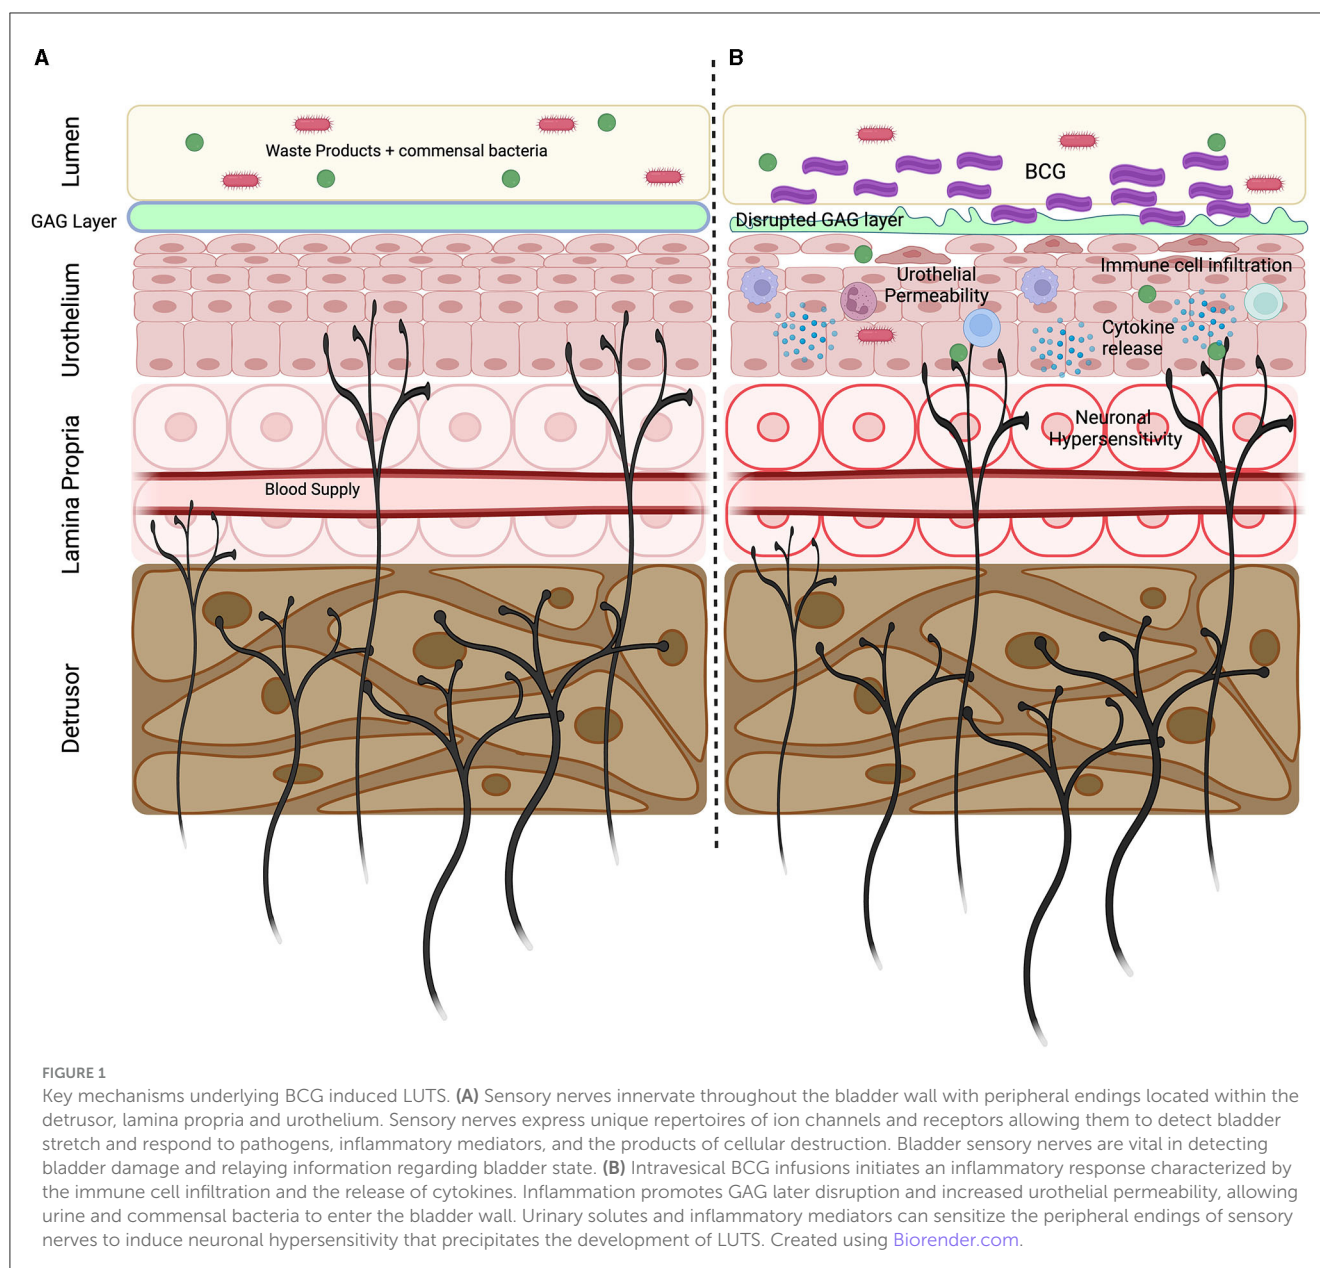 A
B
Lumen
Waste Products + commensal bacteria
BCG
GAG Layer
Disrupted GAG layer
Urothelium
Urothelial
Permeability
Immune cell infiltration
Cytokine
release
Lamina Propria
Blood Supply
Neuronal
Hypersensitivity
Detrusor
FIGURE 1
Key mechanisms underlying BCG induced LUTS. (A) Sensory nerves innervate throughout the bladder wall with peripheral endings located within the
detrusor, lamina propria and urothelium. Sensory nerves express unique repertoires of ion channels and receptors allowing them to detect bladder
stretch and respond to pathogens, inflammatory mediators, and the products of cellular destruction. Bladder sensory nerves are vital in detecting
bladder damage and relaying information regarding bladder state. (B) Intravesical BCG infusions initiates an inflammatory response characterized by
the immune cell infiltration and the release of cytokines. Inflammation promotes GAG later disruption and increased urothelial permeability, allowing
urine and commensal bacteria to enter the bladder wall. Urinary solutes and inflammatory mediators can sensitize the peripheral endings of sensory
nerves to induce neuronal hypersensitivity that precipitates the development of LUTS. Created using Biorender.com.